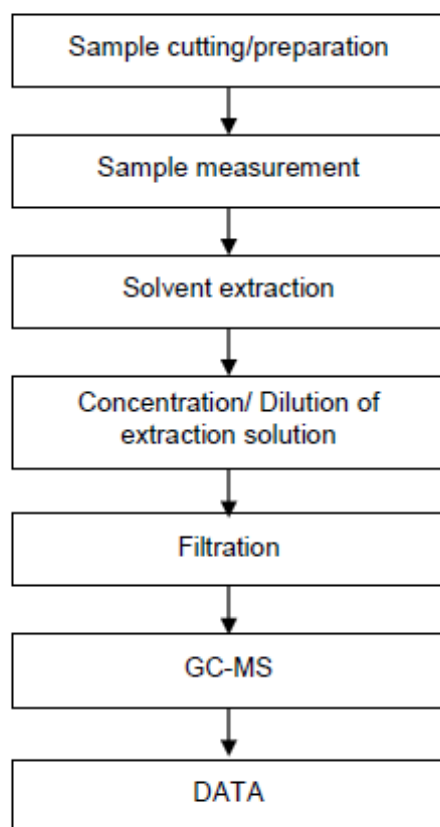 Sample cutting/preparation
Sample measurement
Solvent extraction
Concentration/ Dilution of
extraction solution
Filtration
GC-MS
DATA